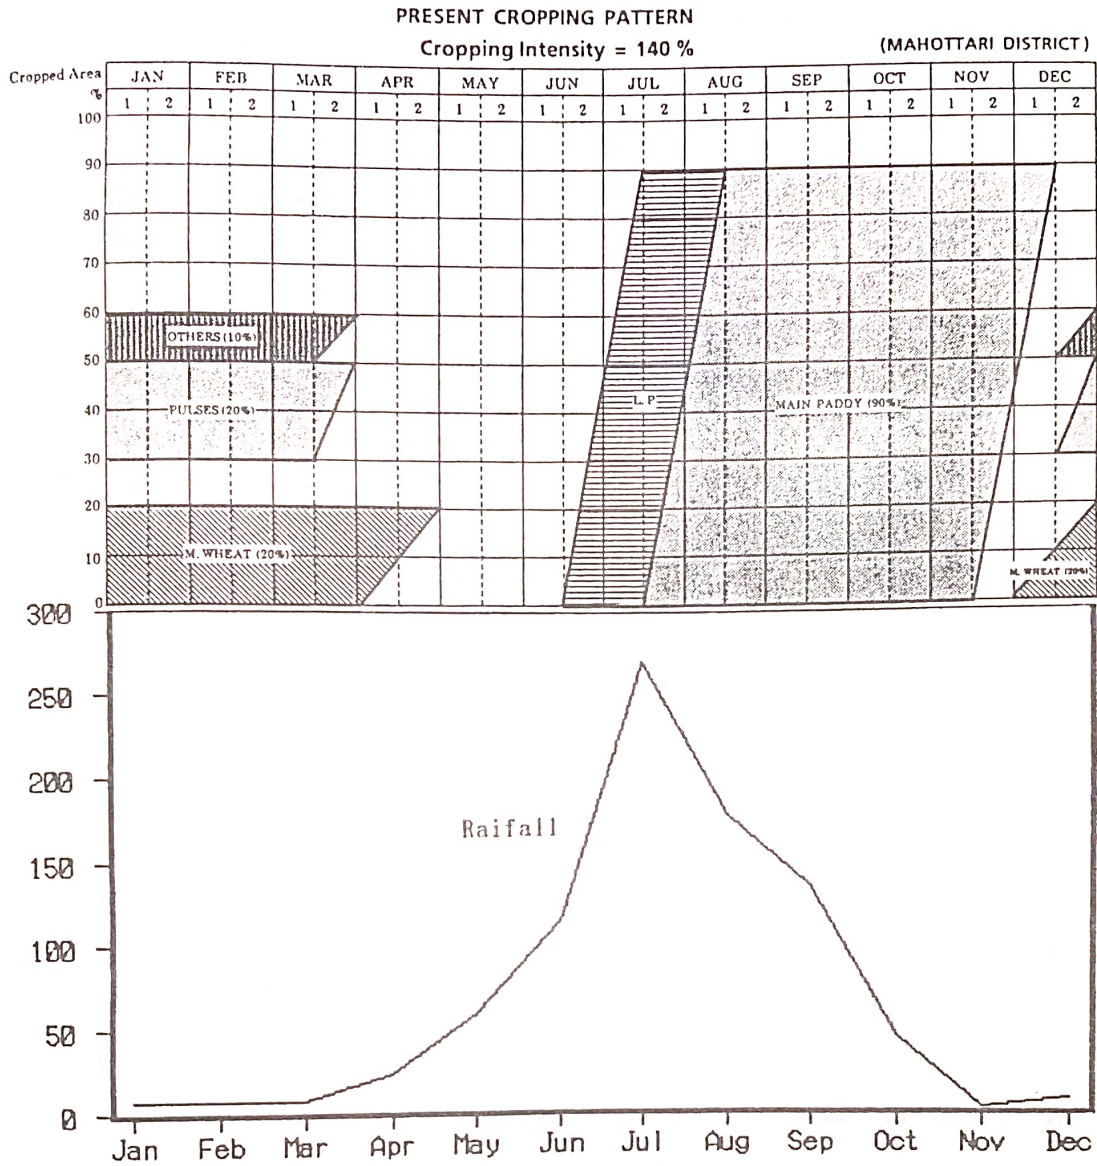 PRESENT CROPPING PATTERN
Cropping Intensity = 140 %
(MAHOTTARI DISTRICT)
Cropped Area JAN FEB MAR APR MAY JUN JUL AUG SEP OCT NOV DEC
% 1 2 1 2 1 2 1 2 1 2 1 2 1 2 1 2 1 2 1 2 1 2 1 2
100
90
80
70
60
OTHERS (10%)
50
L. P
MAIN PADDY (90%)
PULSES (20%)
40
30
20
M. WHEAT (20%)
10
M. WHEAT (20%)
0
300
250
200
Raifall
150
100
50
0
Jan Feb Mar Apr May Jun Jul Aug Sep Oct Nov Dec